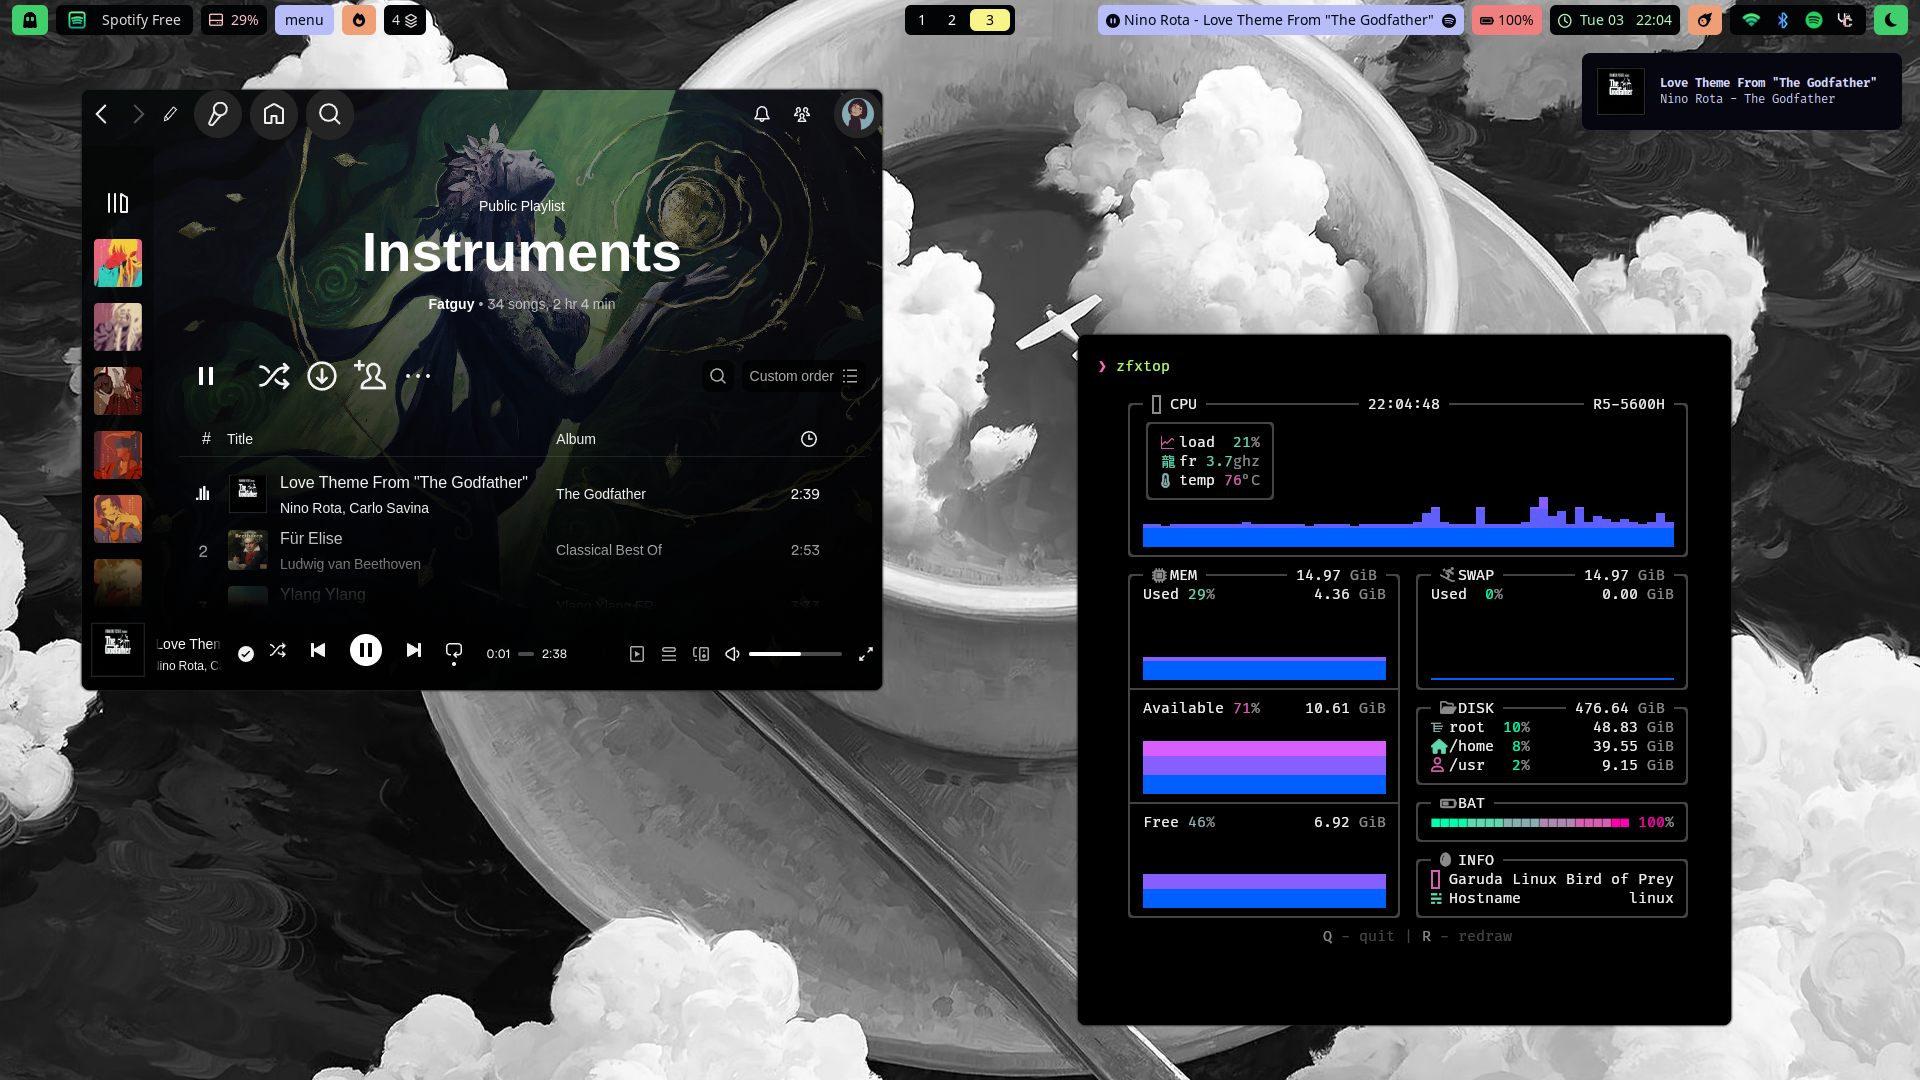 Spotify Free
29%
menu
4
1 2 3
Nino Rota - Love Theme From "The Godfather"
100%
Tue 03 22:04
Love Theme From "The Godfather"
Nino Rota - The Godfather
Public Playlist
Instruments
Fatguy • 34 songs, 2 hr 4 min
Custom order
# Title Album
Love Theme From "The Godfather"
Nino Rota, Carlo Savina
The Godfather
2:39
2
Für Elise
Ludwig van Beethoven
Classical Best Of
2:53
3
Ylang Ylang
Ylang Ylang EP
3:33
Love Them
Nino Rota, C
0:01 2:38
❯ zfxtop
CPU 22:04:48 R5-5600H
load 21%
龍 fr 3.7ghz
temp 76°C
MEM 14.97 GiB
Used 29% 4.36 GiB
Available 71% 10.61 GiB
Free 46% 6.92 GiB
SWAP 14.97 GiB
Used 0% 0.00 GiB
DISK 476.64 GiB
root 10% 48.83 GiB
/home 8% 39.55 GiB
/usr 2% 9.15 GiB
BAT
100%
INFO
Garuda Linux Bird of Prey
Hostname linux
Q - quit | R - redraw